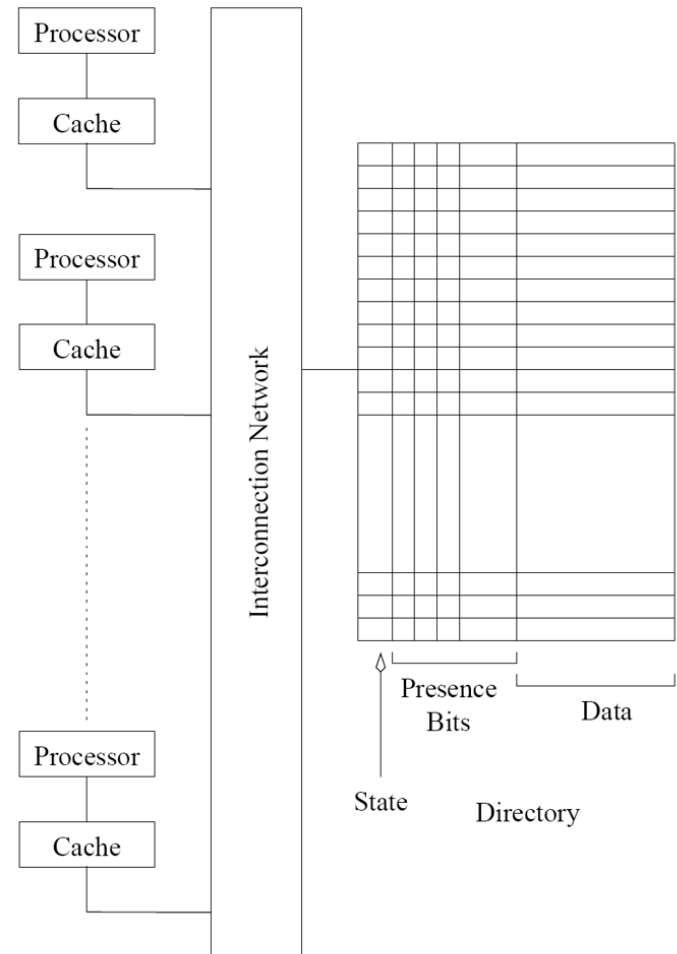 Processor
Cache
Processor
Cache
Interconnection Network
Processor
Cache
Presence
Bits
Data
State
Directory